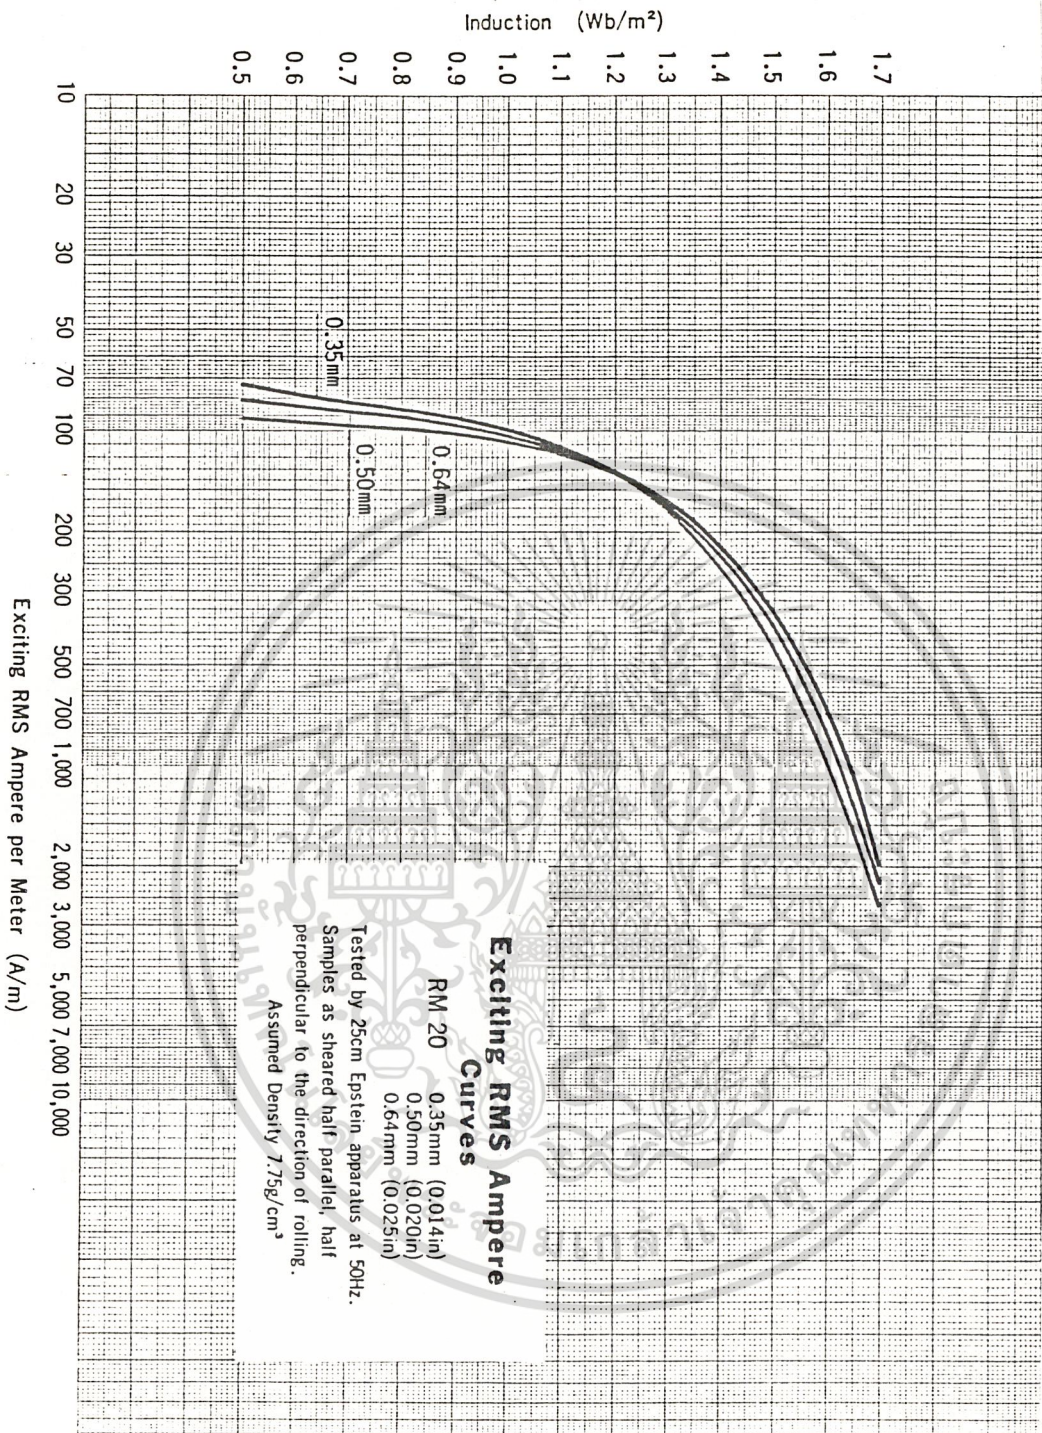 Induction (Wb/m²)
1.7
1.6
1.5
1.4
1.3
1.2
1.1
1.0
0.9
0.8
0.7
0.6
0.5
10 20 30 50 70 100 200 300 500 700 1,000 2,000 3,000 5,000 7,000 10,000
Exciting RMS Ampere per Meter (A/m)
0.35mm
0.64mm
0.50mm
Exciting RMS Ampere
Curves
RM 20 0.35mm (0.014in)
0.50mm (0.020in)
0.64mm (0.025in)
Tested by 25cm Epstein apparatus at 50Hz.
Samples as sheared half parallel, half
perpendicular to the direction of rolling.
Assumed Density 7.75g/cm³